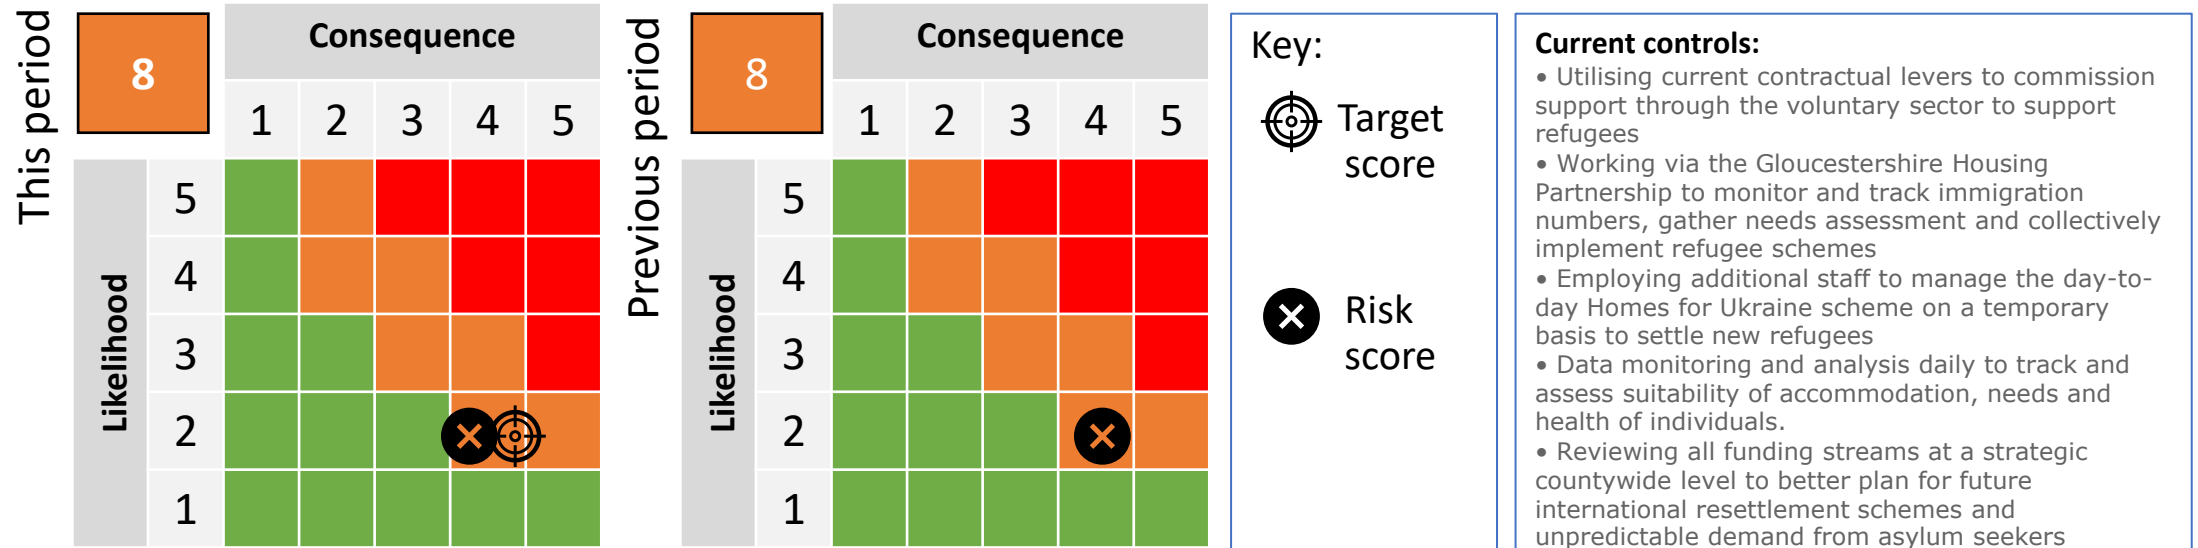 This period
8
Consequence
1 2 3 4 5
Likelihood
5
4
3
2
1
Previous period
8
Consequence
1 2 3 4 5
Likelihood
5
4
3
2
1
Key:
Target
score
Risk
score
Current controls:
• Utilising current contractual levers to commission
support through the voluntary sector to support
refugees
• Working via the Gloucestershire Housing
Partnership to monitor and track immigration
numbers, gather needs assessment and collectively
implement refugee schemes
• Employing additional staff to manage the day-to-
day Homes for Ukraine scheme on a temporary
basis to settle new refugees
• Data monitoring and analysis daily to track and
assess suitability of accommodation, needs and
health of individuals.
• Reviewing all funding streams at a strategic
countywide level to better plan for future
international resettlement schemes and
unpredictable demand from asylum seekers